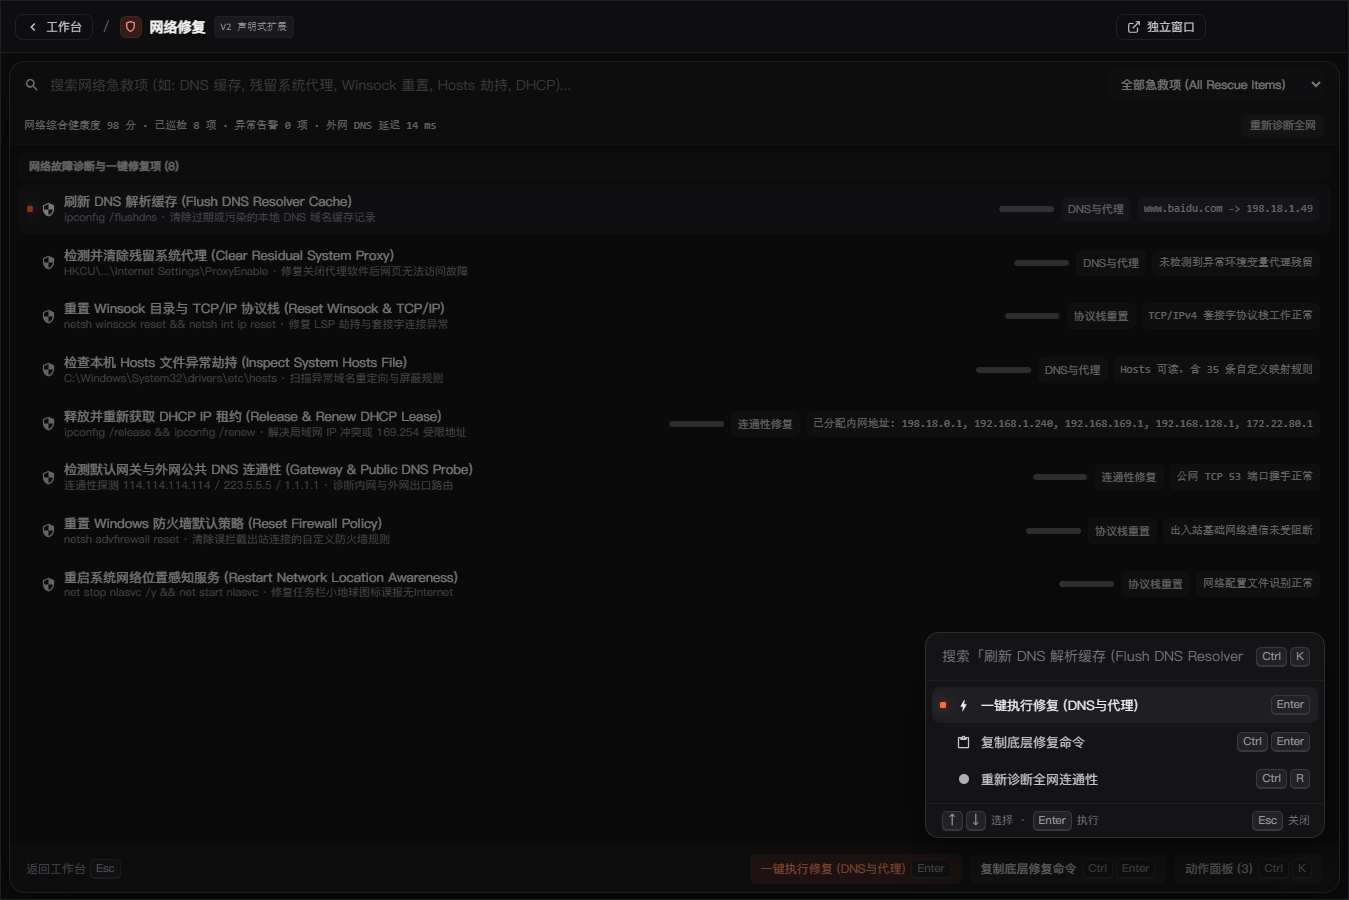 工作台 / 网络修复 V2 声明式扩展 独立窗口
搜索网络急救项 (如: DNS 缓存, 残留系统代理, Winsock 重置, Hosts 劫持, DHCP)... 全部急救项 (All Rescue Items)
网络综合健康度 98 分 · 已巡检 8 项 · 异常告警 0 项 · 外网 DNS 延迟 14 ms 重新诊断全网
网络故障诊断与一键修复项 (8)
刷新 DNS 解析缓存 (Flush DNS Resolver Cache)
ipconfig /flushdns · 清除过期或污染的本地 DNS 域名缓存记录
DNS与代理 www.baidu.com -> 198.18.1.49
检测并清除残留系统代理 (Clear Residual System Proxy)
HKCU\...\Internet Settings\ProxyEnable · 修复关闭代理软件后网页无法访问故障
DNS与代理 未检测到异常环境变量代理残留
重置 Winsock 目录与 TCP/IP 协议栈 (Reset Winsock & TCP/IP)
netsh winsock reset && netsh int ip reset · 修复 LSP 劫持与套接字连接异常
协议栈重置 TCP/IPv4 套接字协议栈工作正常
检查本机 Hosts 文件异常劫持 (Inspect System Hosts File)
C:\Windows\System32\drivers\etc\hosts · 扫描异常域名重定向与屏蔽规则
DNS与代理 Hosts 可读，含 35 条自定义映射规则
释放并重新获取 DHCP IP 租约 (Release & Renew DHCP Lease)
ipconfig /release && ipconfig /renew · 解决局域网 IP 冲突或 169.254 受限地址
连通性修复 已分配内网地址: 198.18.0.1, 192.168.1.240, 192.168.169.1, 192.168.128.1, 172.22.80.1
检测默认网关与外网公共 DNS 连通性 (Gateway & Public DNS Probe)
连通性探测 114.114.114.114 / 223.5.5.5 / 1.1.1.1 · 诊断内网与外网出口路由
连通性修复 公网 TCP 53 端口握手正常
重置 Windows 防火墙默认策略 (Reset Firewall Policy)
netsh advfirewall reset · 清除误拦截出站连接的自定义防火墙规则
协议栈重置 出入站基础网络通信未受阻断
重启系统网络位置感知服务 (Restart Network Location Awareness)
net stop nlasvc /y && net start nlasvc · 修复任务栏小地球图标误报无Internet
协议栈重置 网络配置文件识别正常
搜索「刷新 DNS 解析缓存 (Flush DNS Resolver Ctrl K
一键执行修复 (DNS与代理) Enter
复制底层修复命令 Ctrl Enter
重新诊断全网连通性 Ctrl R
↑ ↓ 选择 · Enter 执行 Esc 关闭
返回工作台 Esc 一键执行修复 (DNS与代理) Enter 复制底层修复命令 Ctrl Enter 动作面板 (3) Ctrl K